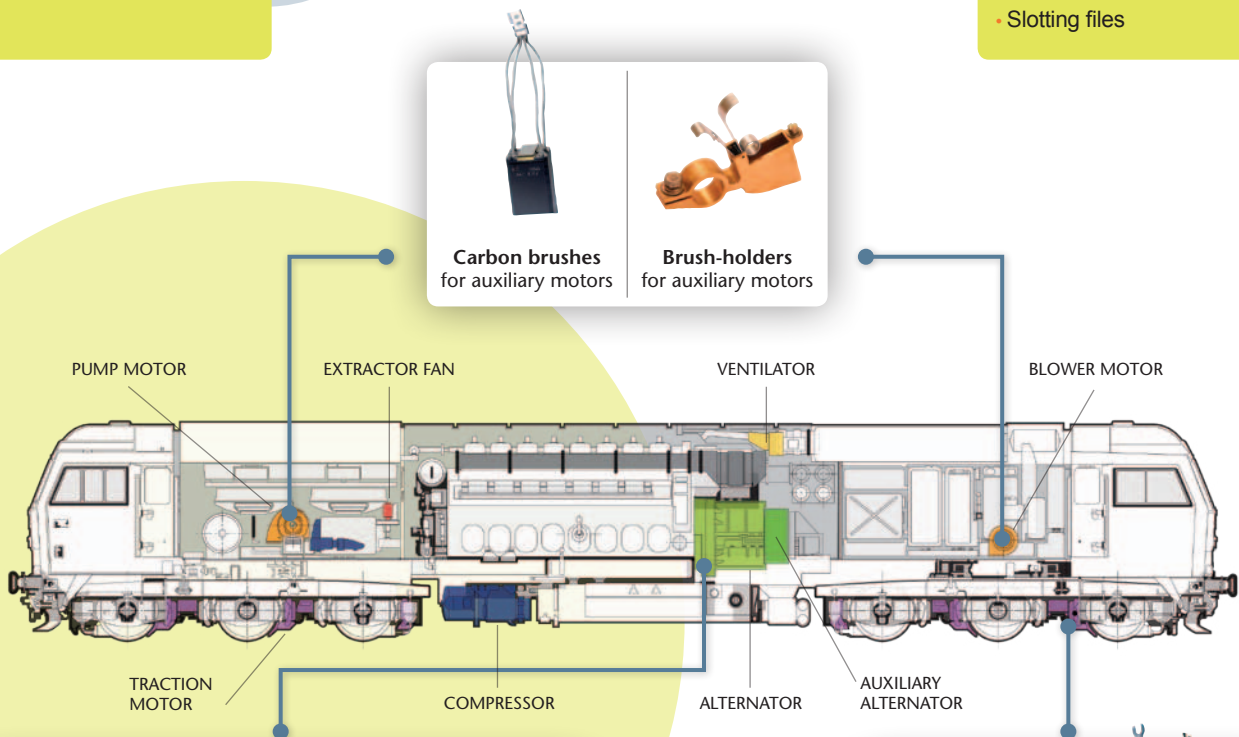 • Slotting files
Carbon brushes
for auxiliary motors
Brush-holders
for auxiliary motors
PUMP MOTOR
EXTRACTOR FAN
VENTILATOR
BLOWER MOTOR
TRACTION
MOTOR
COMPRESSOR
ALTERNATOR
AUXILIARY
ALTERNATOR